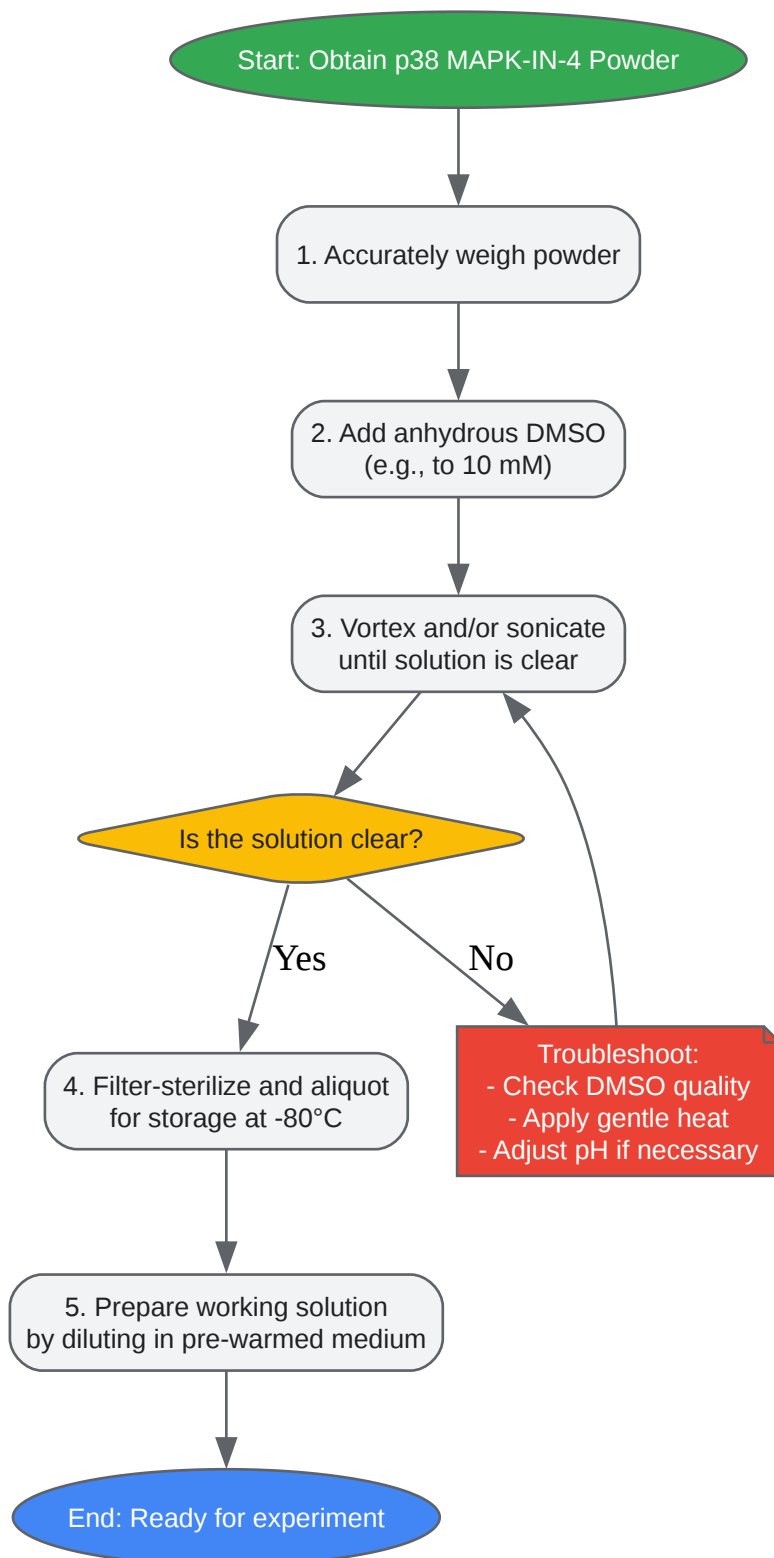 Start: Obtain p38 MAPK-IN-4 Powder
1. Accurately weigh powder
2. Add anhydrous DMSO
(e.g., to 10 mM)
3. Vortex and/or sonicate
until solution is clear
Is the solution clear?
Yes
No
4. Filter-sterilize and aliquot
for storage at -80°C
Troubleshoot:
- Check DMSO quality
- Apply gentle heat
- Adjust pH if necessary
5. Prepare working solution
by diluting in pre-warmed medium
End: Ready for experiment